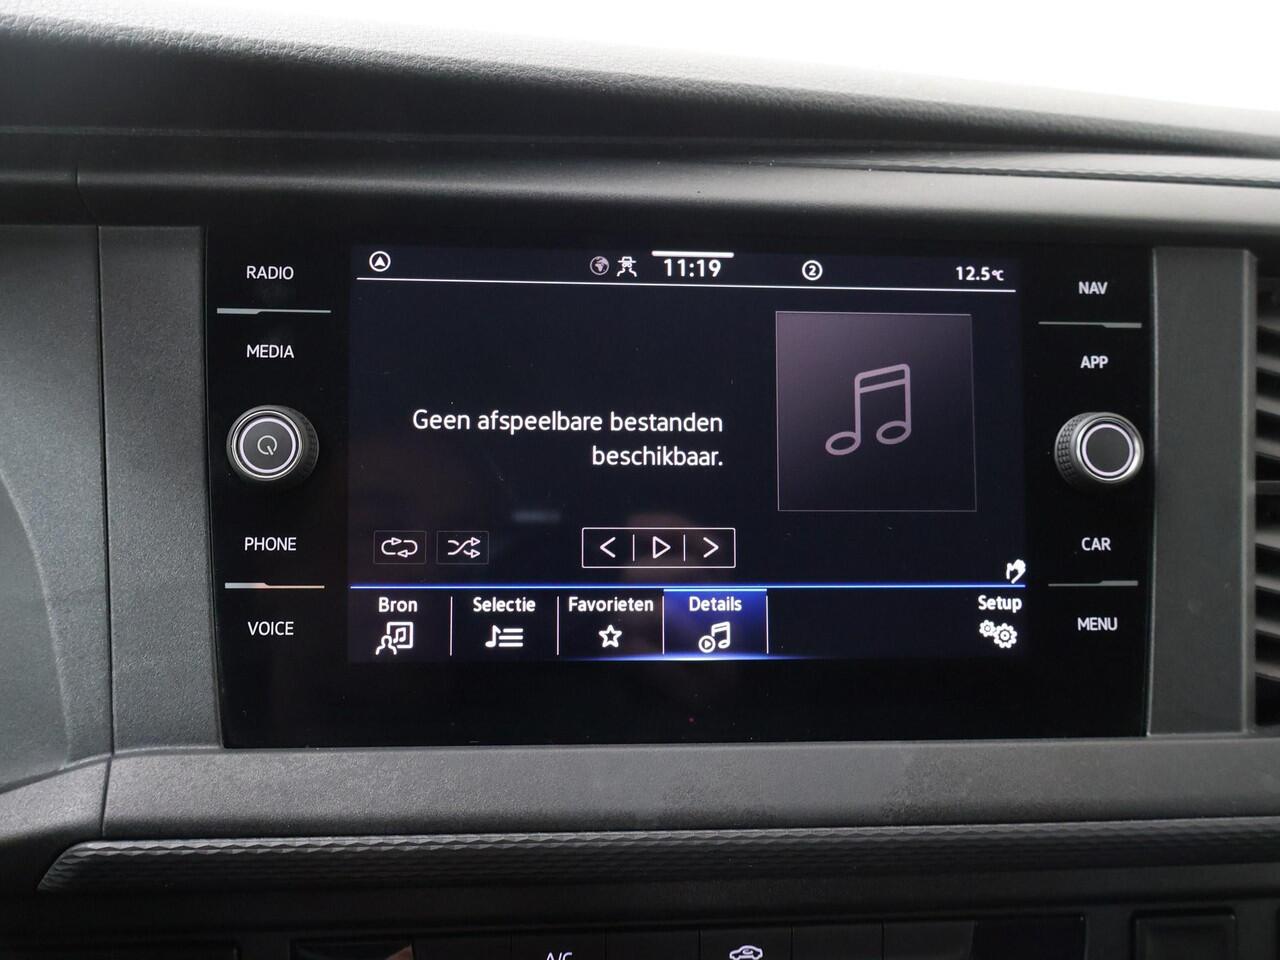 RADIO
MEDIA
PHONE
VOICE
11:19
2
12.5°C
Geen afspeelbare bestanden
beschikbaar.
Bron
Selectie
Favorieten
Details
Setup
NAV
APP
CAR
MENU
A/C